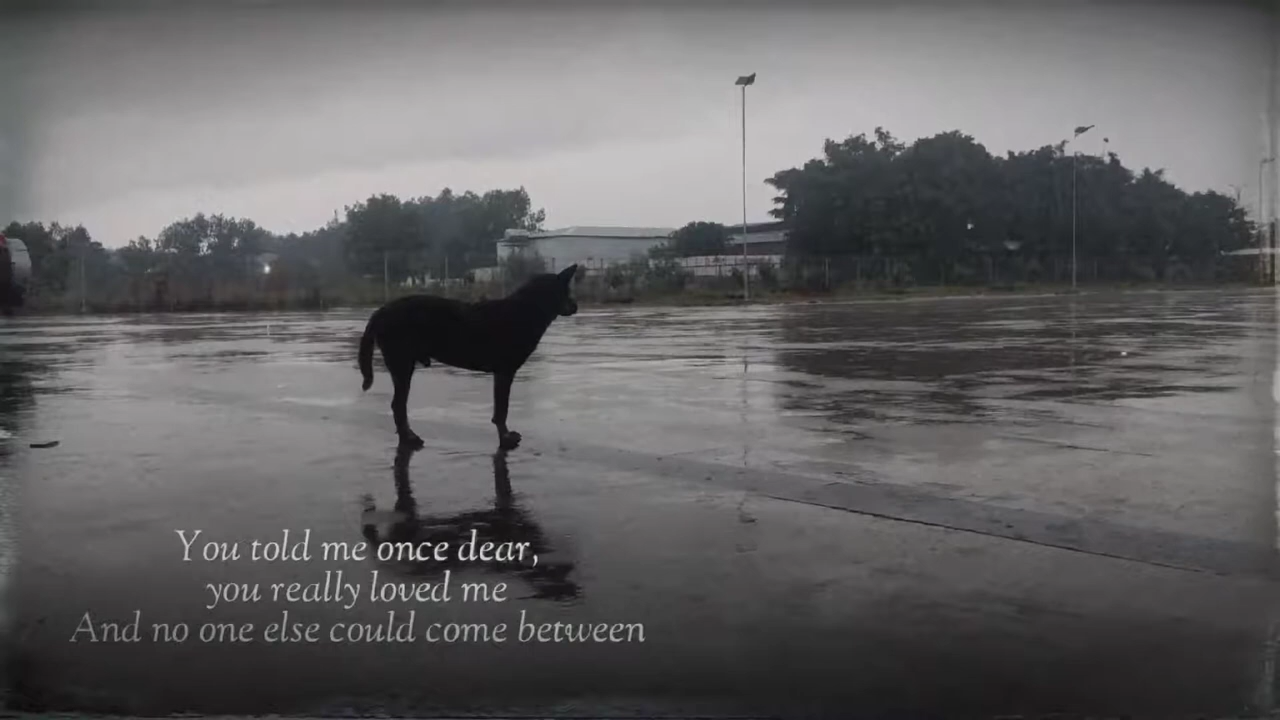 You told me once dear,
you really loved me
And no one else could come between